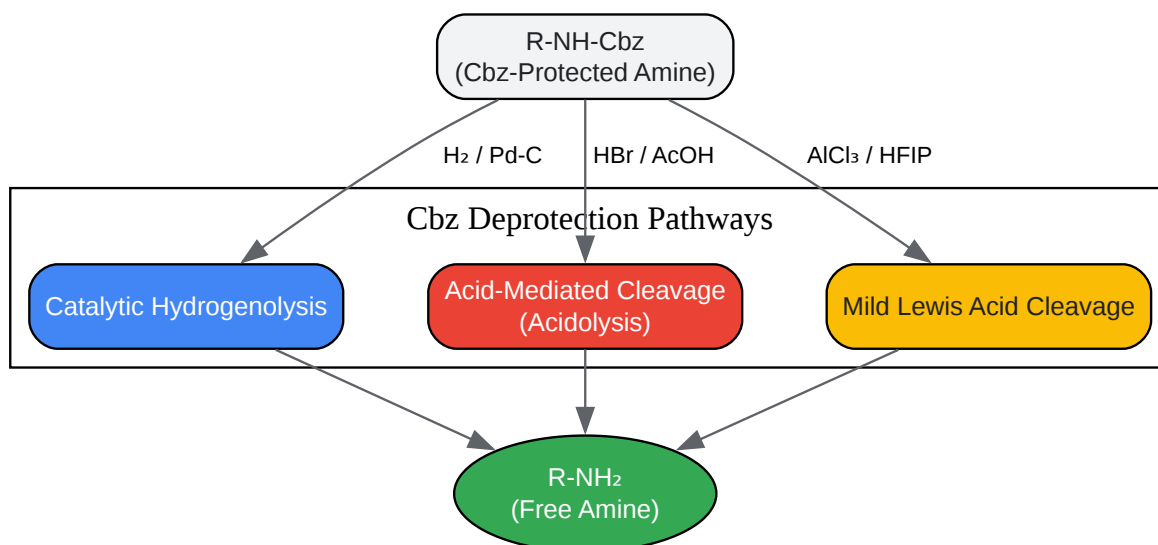 R-NH-Cbz
(Cbz-Protected Amine)
H₂ / Pd-C
HBr / AcOH
AlCl₃ / HFIP
Cbz Deprotection Pathways
Catalytic Hydrogenolysis
Acid-Mediated Cleavage
(Acidolysis)
Mild Lewis Acid Cleavage
R-NH₂
(Free Amine)